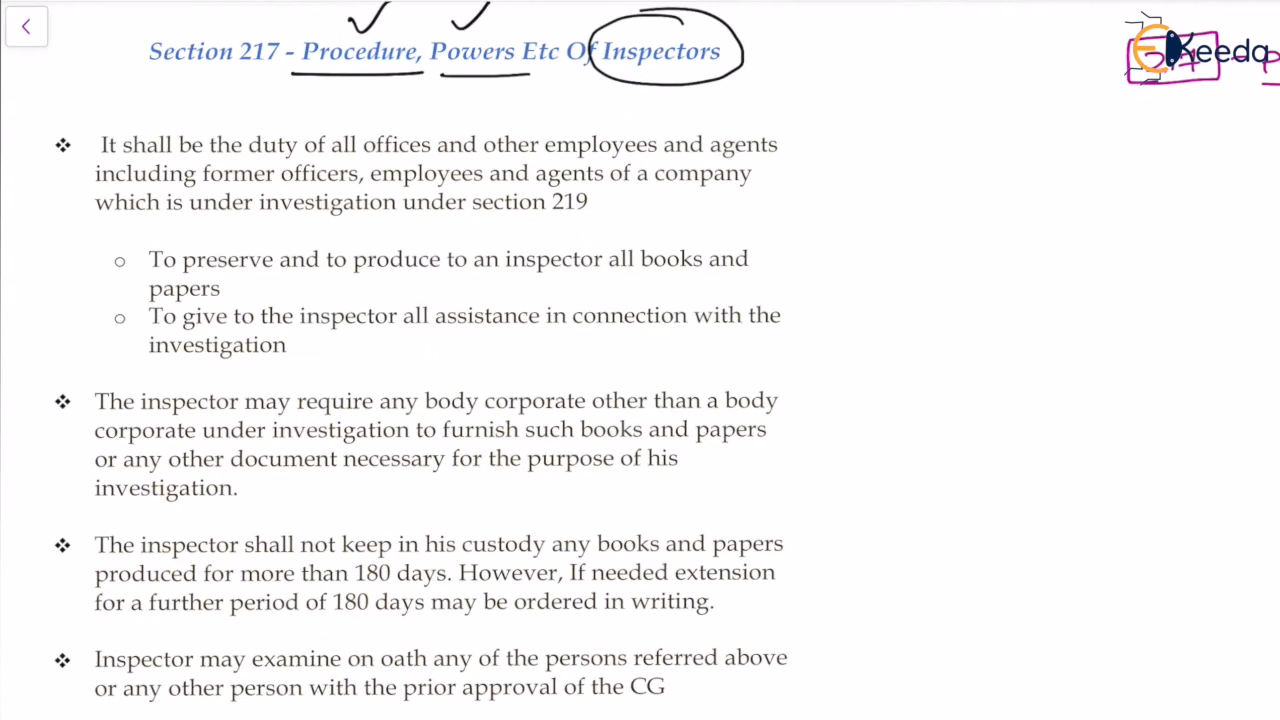 Section 217 - Procedure, Powers Etc Of Inspectors
EKeeda
❖ It shall be the duty of all offices and other employees and agents
including former officers, employees and agents of a company
which is under investigation under section 219
o To preserve and to produce to an inspector all books and
papers
o To give to the inspector all assistance in connection with the
investigation
❖ The inspector may require any body corporate other than a body
corporate under investigation to furnish such books and papers
or any other document necessary for the purpose of his
investigation.
❖ The inspector shall not keep in his custody any books and papers
produced for more than 180 days. However, If needed extension
for a further period of 180 days may be ordered in writing.
❖ Inspector may examine on oath any of the persons referred above
or any other person with the prior approval of the CG